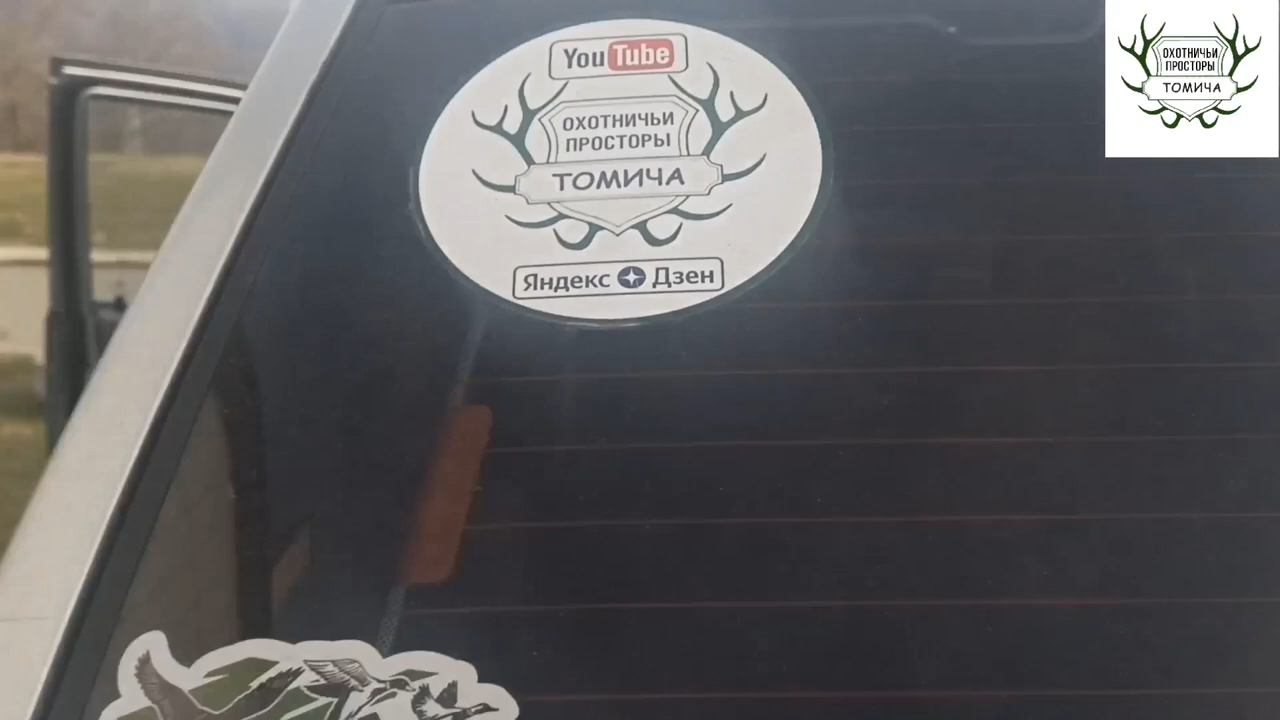 YouTube
ОХОТНИЧЬИ
ПРОСТОРЫ
ТОМИЧА
Яндекс Дзен
ОХОТНИЧЬИ
ПРОСТОРЫ
ТОМИЧА